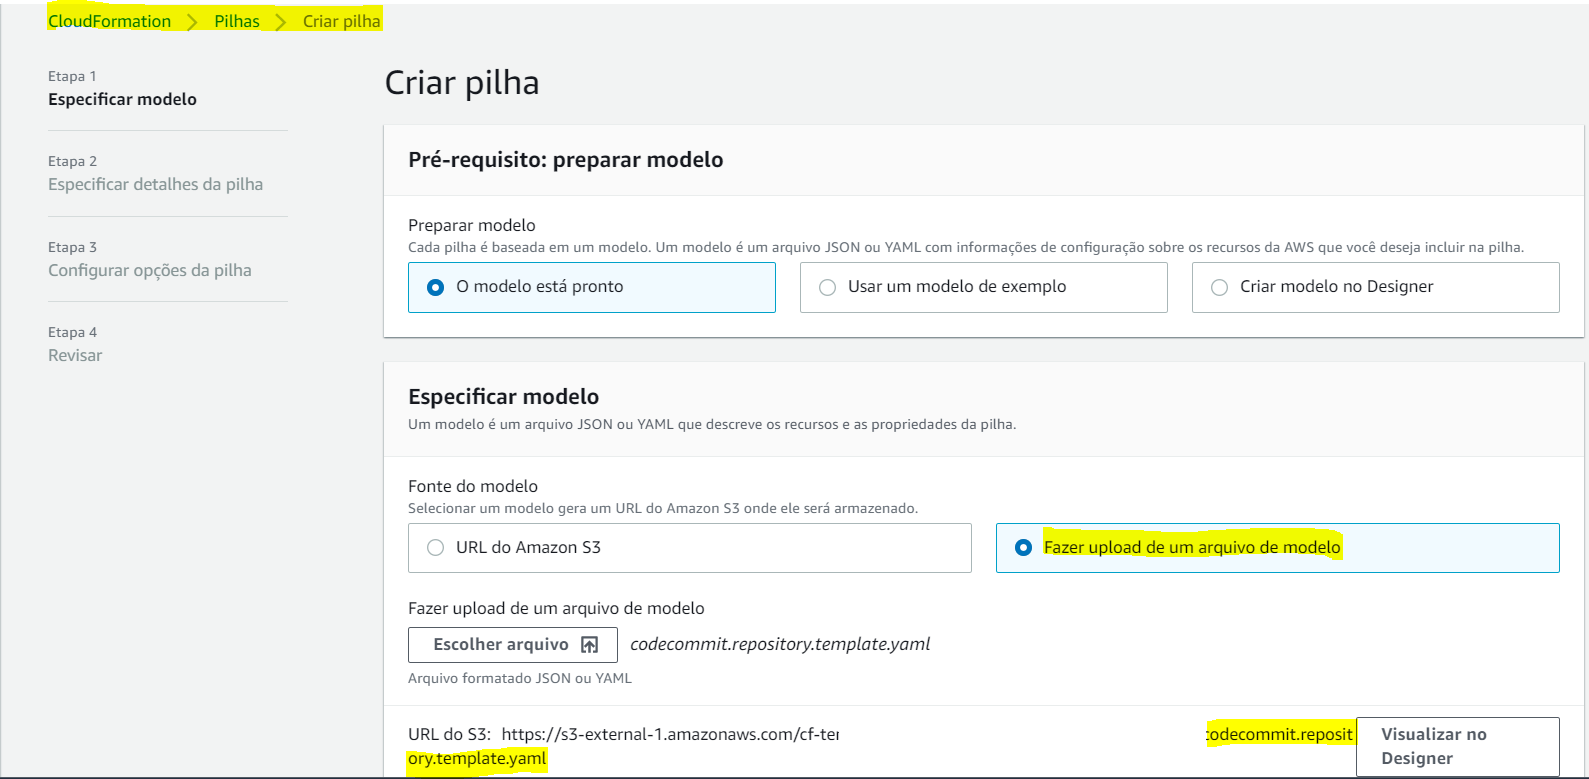 CloudFormation > Pilhas > Criar pilha
Etapa 1
Especificar modelo
Etapa 2
Especificar detalhes da pilha
Etapa 3
Configurar opções da pilha
Etapa 4
Revisar
Criar pilha
Pré-requisito: preparar modelo
Preparar modelo
Cada pilha é baseada em um modelo. Um modelo é um arquivo JSON ou YAML com informações de configuração sobre os recursos da AWS que você deseja incluir na pilha.
O modelo está pronto
Usar um modelo de exemplo
Criar modelo no Designer
Especificar modelo
Um modelo é um arquivo JSON ou YAML que descreve os recursos e as propriedades da pilha.
Fonte do modelo
Selecionar um modelo gera um URL do Amazon S3 onde ele será armazenado.
URL do Amazon S3
Fazer upload de um arquivo de modelo
Fazer upload de um arquivo de modelo
Escolher arquivo codecommit.repository.template.yaml
Arquivo formatado JSON ou YAML
URL do S3: https://s3-external-1.amazonaws.com/cf-te codecommit.reposit
ory.template.yaml
Visualizar no
Designer